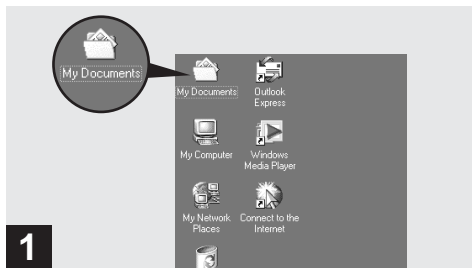 My Documents
My Documents
Outlook
Express
My Computer
Windows
Media Player
My Network
Places
Connect to the
Internet
1